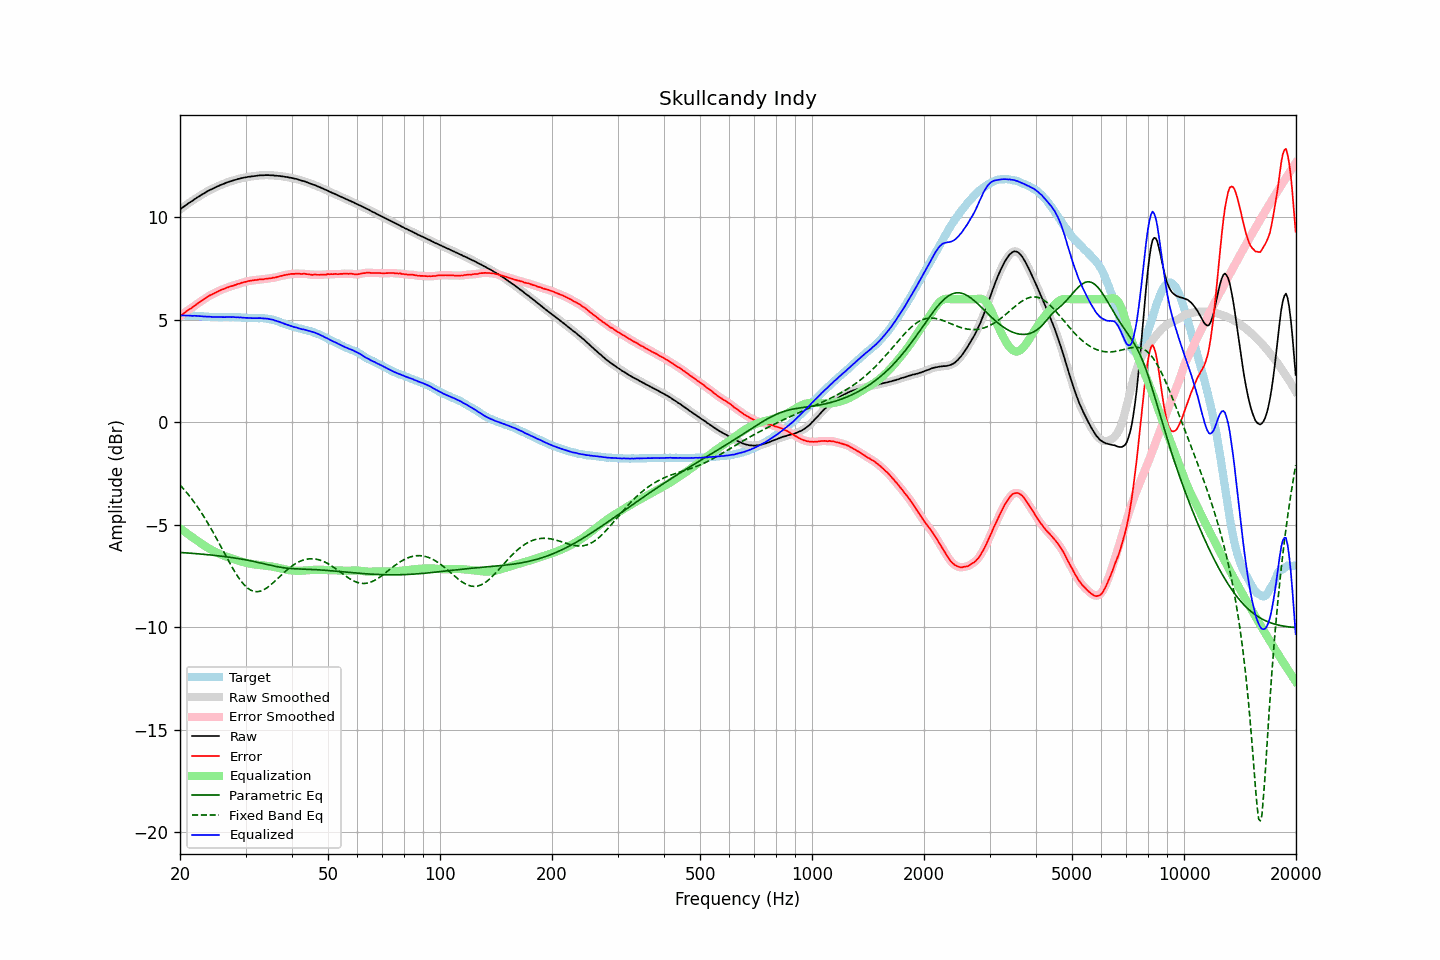 Skullcandy Indy
Amplitude (dBr)
10
5
0
−5
−10
−15
−20
Target
Raw Smoothed
Error Smoothed
Raw
Error
Equalization
Parametric Eq
Fixed Band Eq
Equalized
20 50 100 200 500 1000 2000 5000 10000 20000
Frequency (Hz)